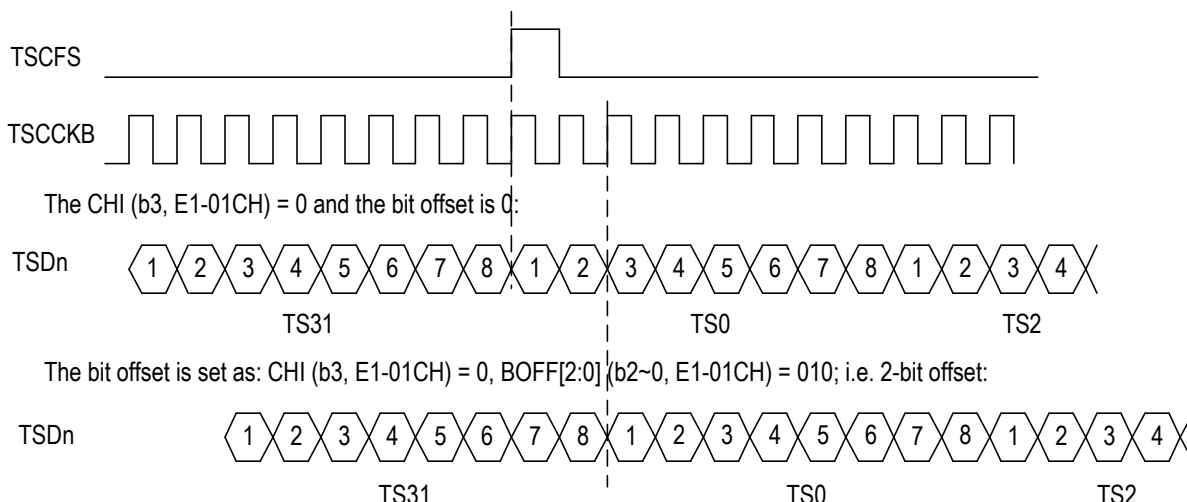 TSCFS
TSCCKB
The CHI (b3, E1-01CH) = 0 and the bit offset is 0:
TSDn 1 2 3 4 5 6 7 8 1 2 3 4 5 6 7 8 1 2 3 4
TS31 TS0 TS2
The bit offset is set as: CHI (b3, E1-01CH) = 0, BOFF[2:0] (b2~0, E1-01CH) = 010; i.e. 2-bit offset:
TSDn 1 2 3 4 5 6 7 8 1 2 3 4 5 6 7 8 1 2 3 4
TS31 TS0 TS2